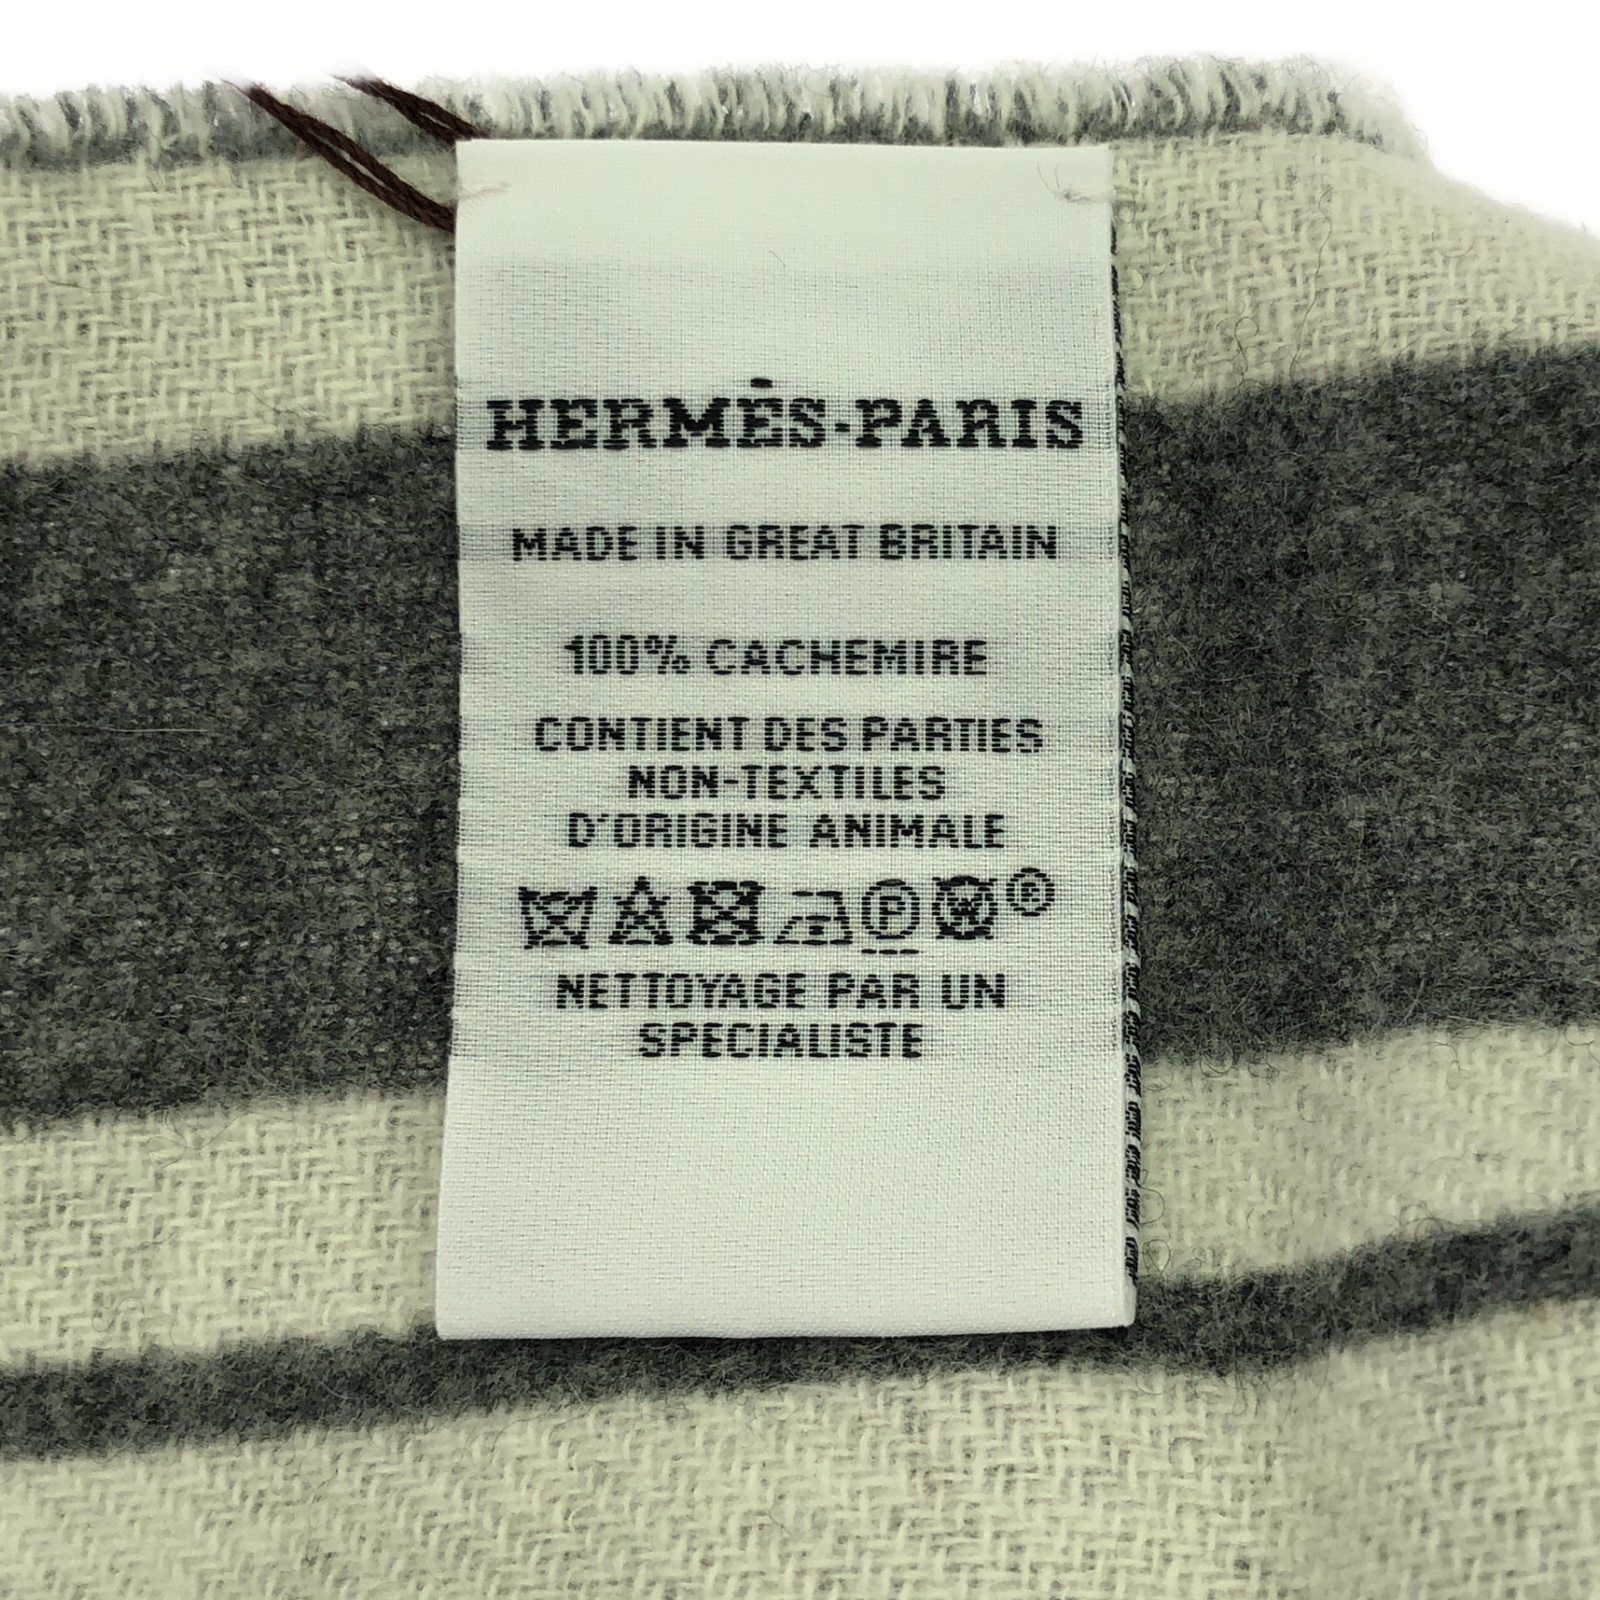 HERMÈS-PARIS
MADE IN GREAT BRITAIN
100% CACHEMIRE
CONTIENT DES PARTIES
NON-TEXTILES
D'ORIGINE ANIMALE
P W
NETTOYAGE PAR UN
SPECIALISTE